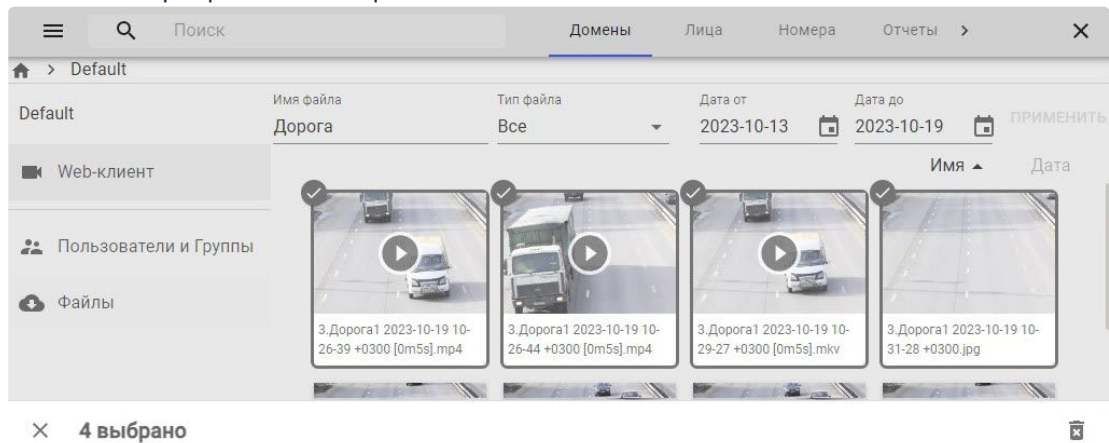 Поиск
Домены Лица Номера Отчеты
> Default
Default
Имя файла Тип файла Дата от Дата до
Дорога Все 2023-10-13 2023-10-19 ПРИМЕНИТЬ
Web-клиент
Имя Дата
Пользователи и Группы
Файлы
3.Дорога1 2023-10-19 10-
26-39 +0300 [0m5s].mp4
3.Дорога1 2023-10-19 10-
26-44 +0300 [0m5s].mp4
3.Дорога1 2023-10-19 10-
29-27 +0300 [0m5s].mkv
3.Дорога1 2023-10-19 10-
31-28 +0300.jpg
4 выбрано